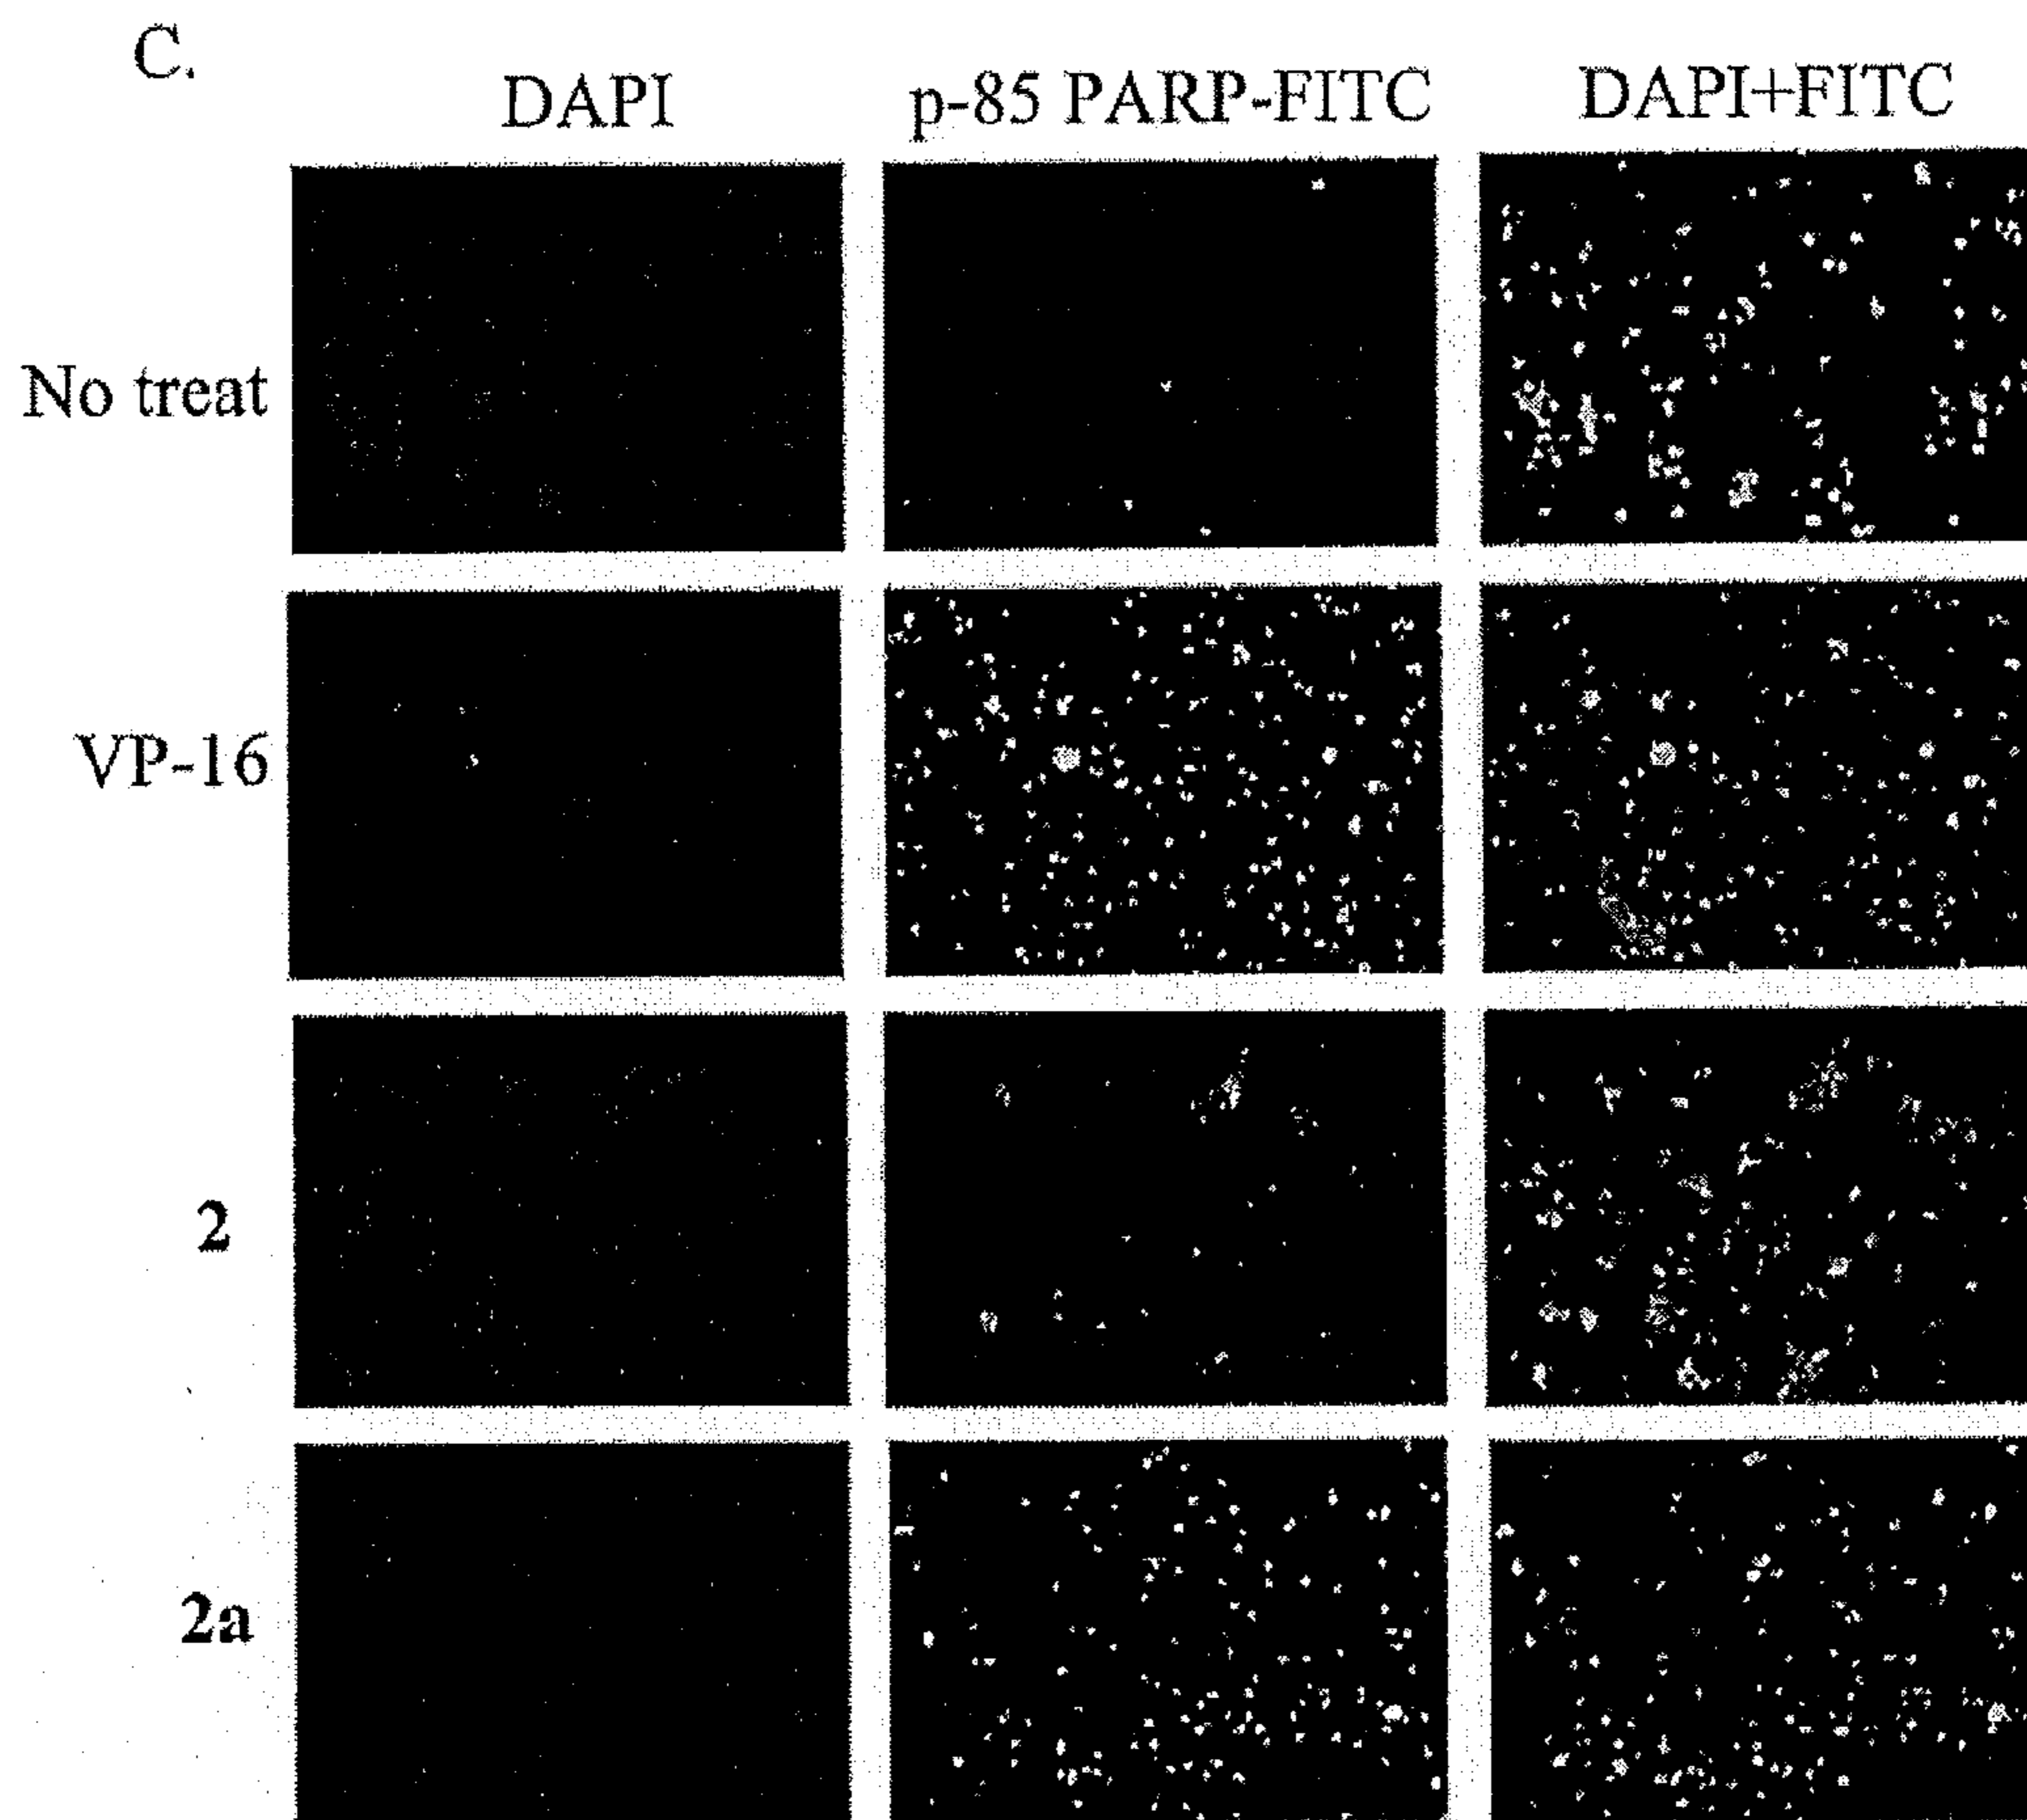 C.
DAPI p-85 PARP-FITC DAPI+FITC
No treat
VP-16
2
2a